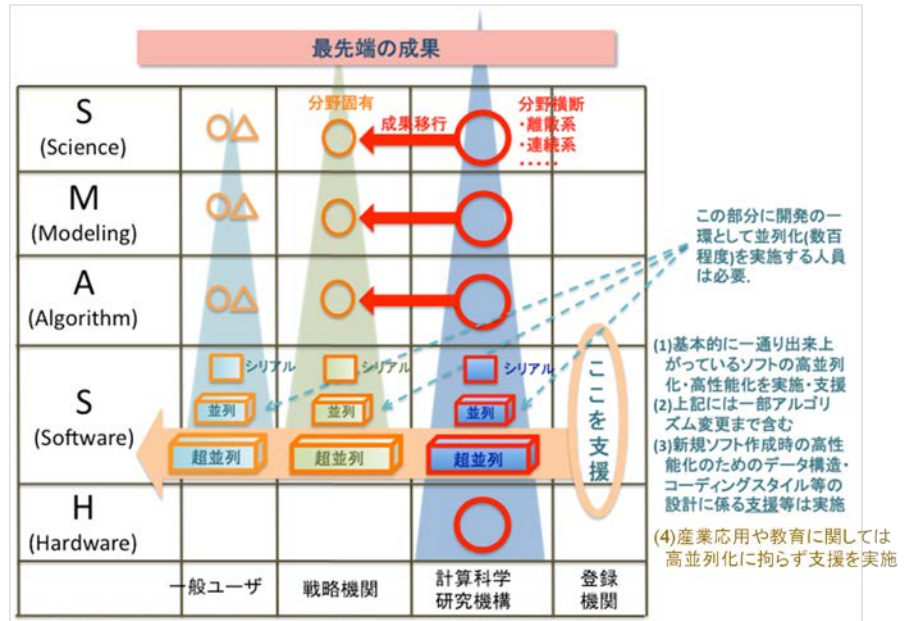 最先端の成果
S
(Science)
分野固有
成果移行
分野横断
・離散系
・連続系
・・・・・
M
(Modeling)
A
(Algorithm)
S
(Software)
シリアル
シリアル
シリアル
並列
並列
並列
超並列
超並列
超並列
ここを支援
H
(Hardware)
一般ユーザ
戦略機関
計算科学
研究機構
登録
機関
この部分に開発の一
環として並列化(数百
程度)を実施する人員
は必要.
(1)基本的に一通り出来上
がっているソフトの高並列
化・高性能化を実施・支援
(2)上記には一部アルゴリ
ズム変更まで含む
(3)新規ソフト作成時の高性
能化のためのデータ構造・
コーディングスタイル等の
設計に係る支援等は実施
(4)産業応用や教育に関しては
高並列化に拘らず支援を実施